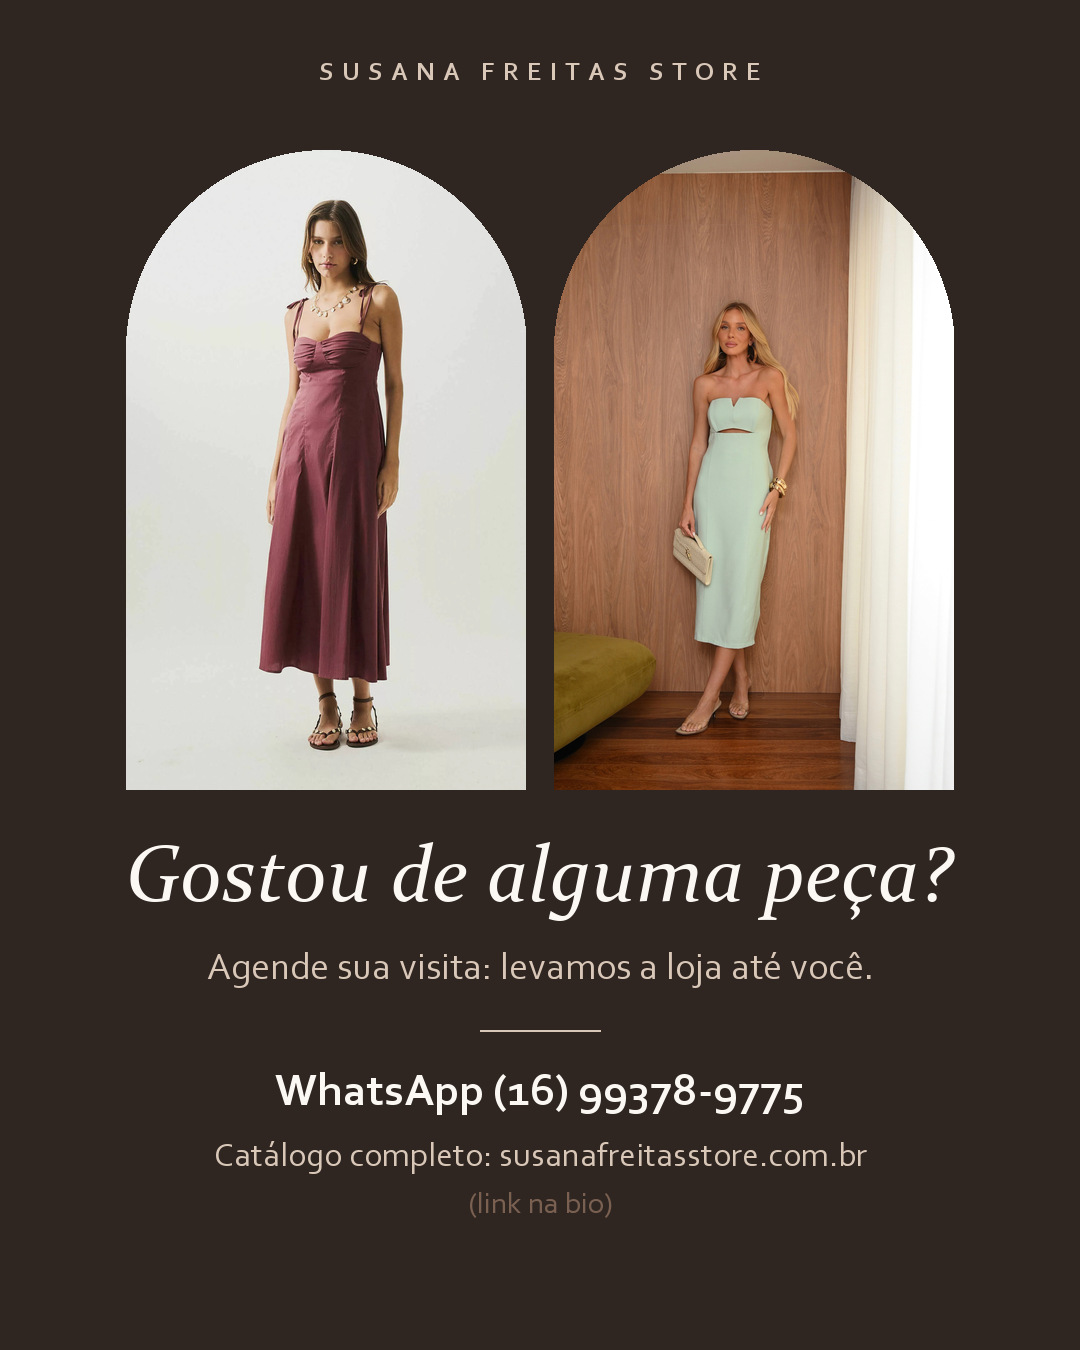 SUSANA FREITAS STORE
Gostou de alguma peça?
Agende sua visita: levamos a loja até você.
WhatsApp (16) 99378-9775
Catálogo completo: susanafreitasstore.com.br
(link na bio)